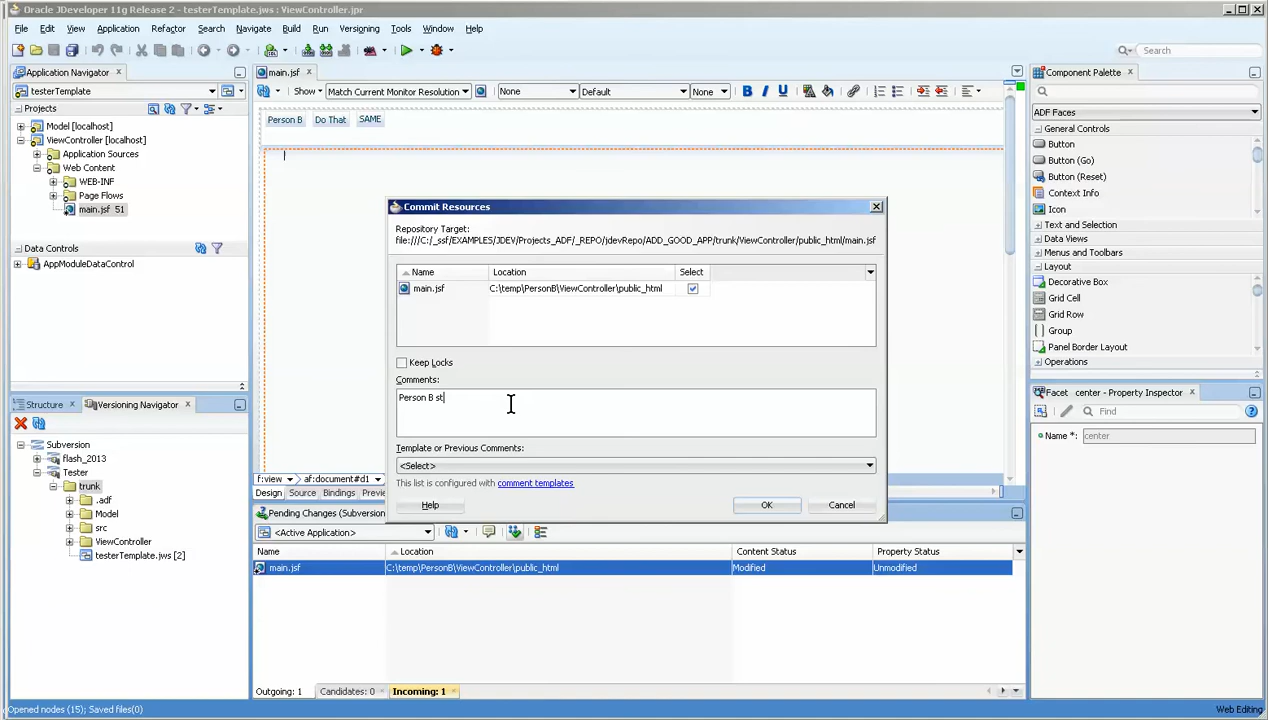 Oracle JDeveloper 11g Release 2 - testerTemplate.jws : ViewController.jpr
File Edit View Application Refactor Search Navigate Build Run Versioning Tools Window Help
Search
Application Navigator
testerTemplate
Projects
Model [localhost]
ViewController [localhost]
Application Sources
Web Content
WEB-INF
Page Flows
main.jsf 51
Data Controls
AppModuleDataControl
Structure Versioning Navigator
Subversion
flash_2013
Tester
trunk
.adf
Model
src
ViewController
testerTemplate.jws [2]
main.jsf
Show Match Current Monitor Resolution None Default None B I U
Person B Do That SAME
Commit Resources
Repository Target:
file:///C:/_ssf/EXAMPLES/JDEV/Projects_ADF/_REPO/jdevRepo/ADD_GOOD_APP/trunk/ViewController/public_html/main.jsf
Name Location Select
main.jsf C:\temp\PersonB\ViewController\public_html
Keep Locks
Comments:
Person B st
Template or Previous Comments:
<Select>
This list is configured with comment templates
Help OK Cancel
f:view af:document#d1
Design Source Bindings Previe
Pending Changes (Subversion
<Active Application>
Name Location Content Status Property Status
main.jsf C:\temp\PersonB\ViewController\public_html Modified Unmodified
Outgoing: 1 Candidates: 0 Incoming: 1
Component Palette
ADF Faces
General Controls
Button
Button (Go)
Button (Reset)
Context Info
Icon
Text and Selection
Data Views
Menus and Toolbars
Layout
Decorative Box
Grid Cell
Grid Row
Group
Panel Border Layout
Operations
Facet center - Property Inspector
Find
Name *: center
Opened nodes (15); Saved files(0) Web Editing